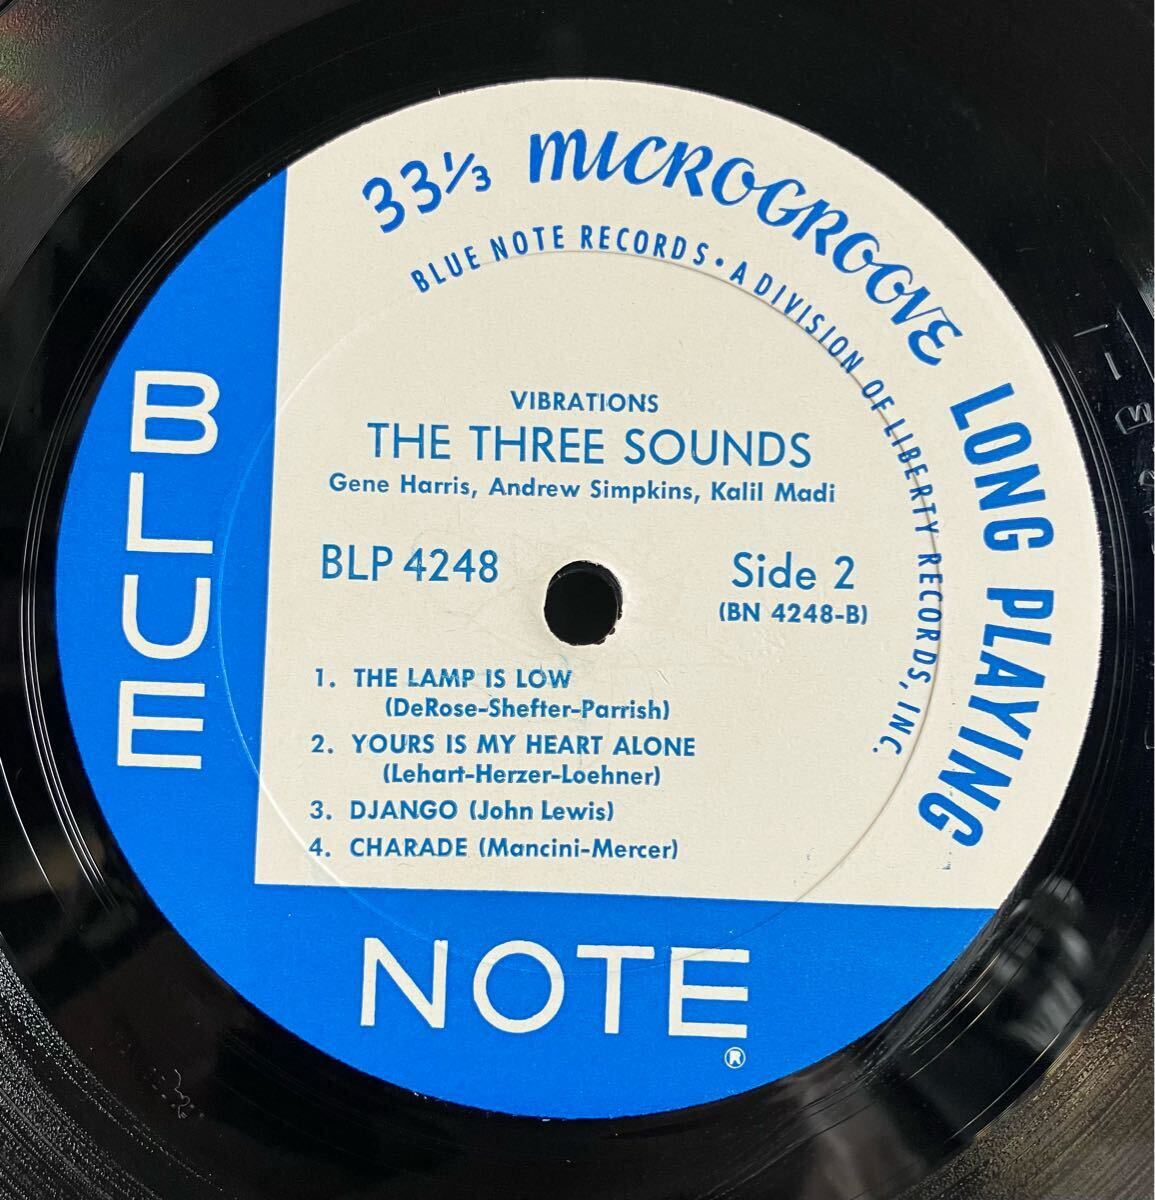 33⅓ MICROGROOVE LONG PLAYING
BLUE NOTE RECORDS • A DIVISION OF LIBERTY RECORDS, INC.
VIBRATIONS
THE THREE SOUNDS
Gene Harris, Andrew Simpkins, Kalil Madi
BLP 4248
Side 2
(BN 4248-B)
1. THE LAMP IS LOW
(DeRose-Shefter-Parrish)
2. YOURS IS MY HEART ALONE
(Lehart-Herzer-Loehner)
3. DJANGO (John Lewis)
4. CHARADE (Mancini-Mercer)
BLUE
NOTE
®